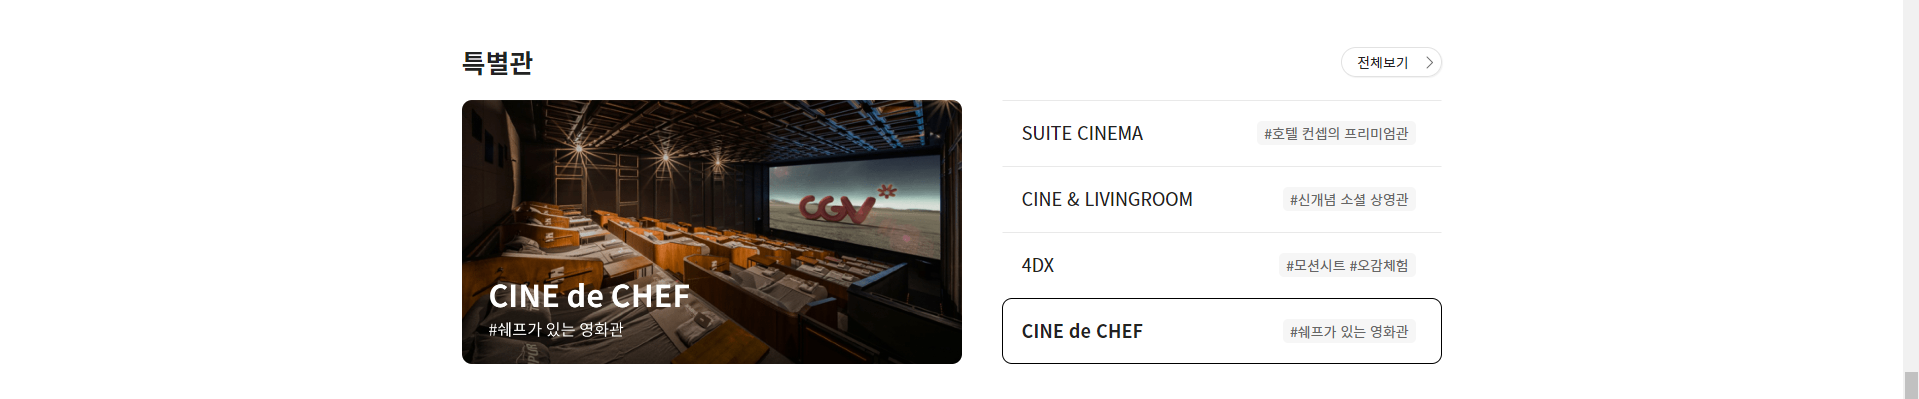 특별관
전체보기
CGV
CINE de CHEF
#쉐프가 있는 영화관
SUITE CINEMA #호텔 컨셉의 프리미엄관
CINE & LIVINGROOM #신개념 소셜 상영관
4DX #모션시트 #오감체험
CINE de CHEF #쉐프가 있는 영화관